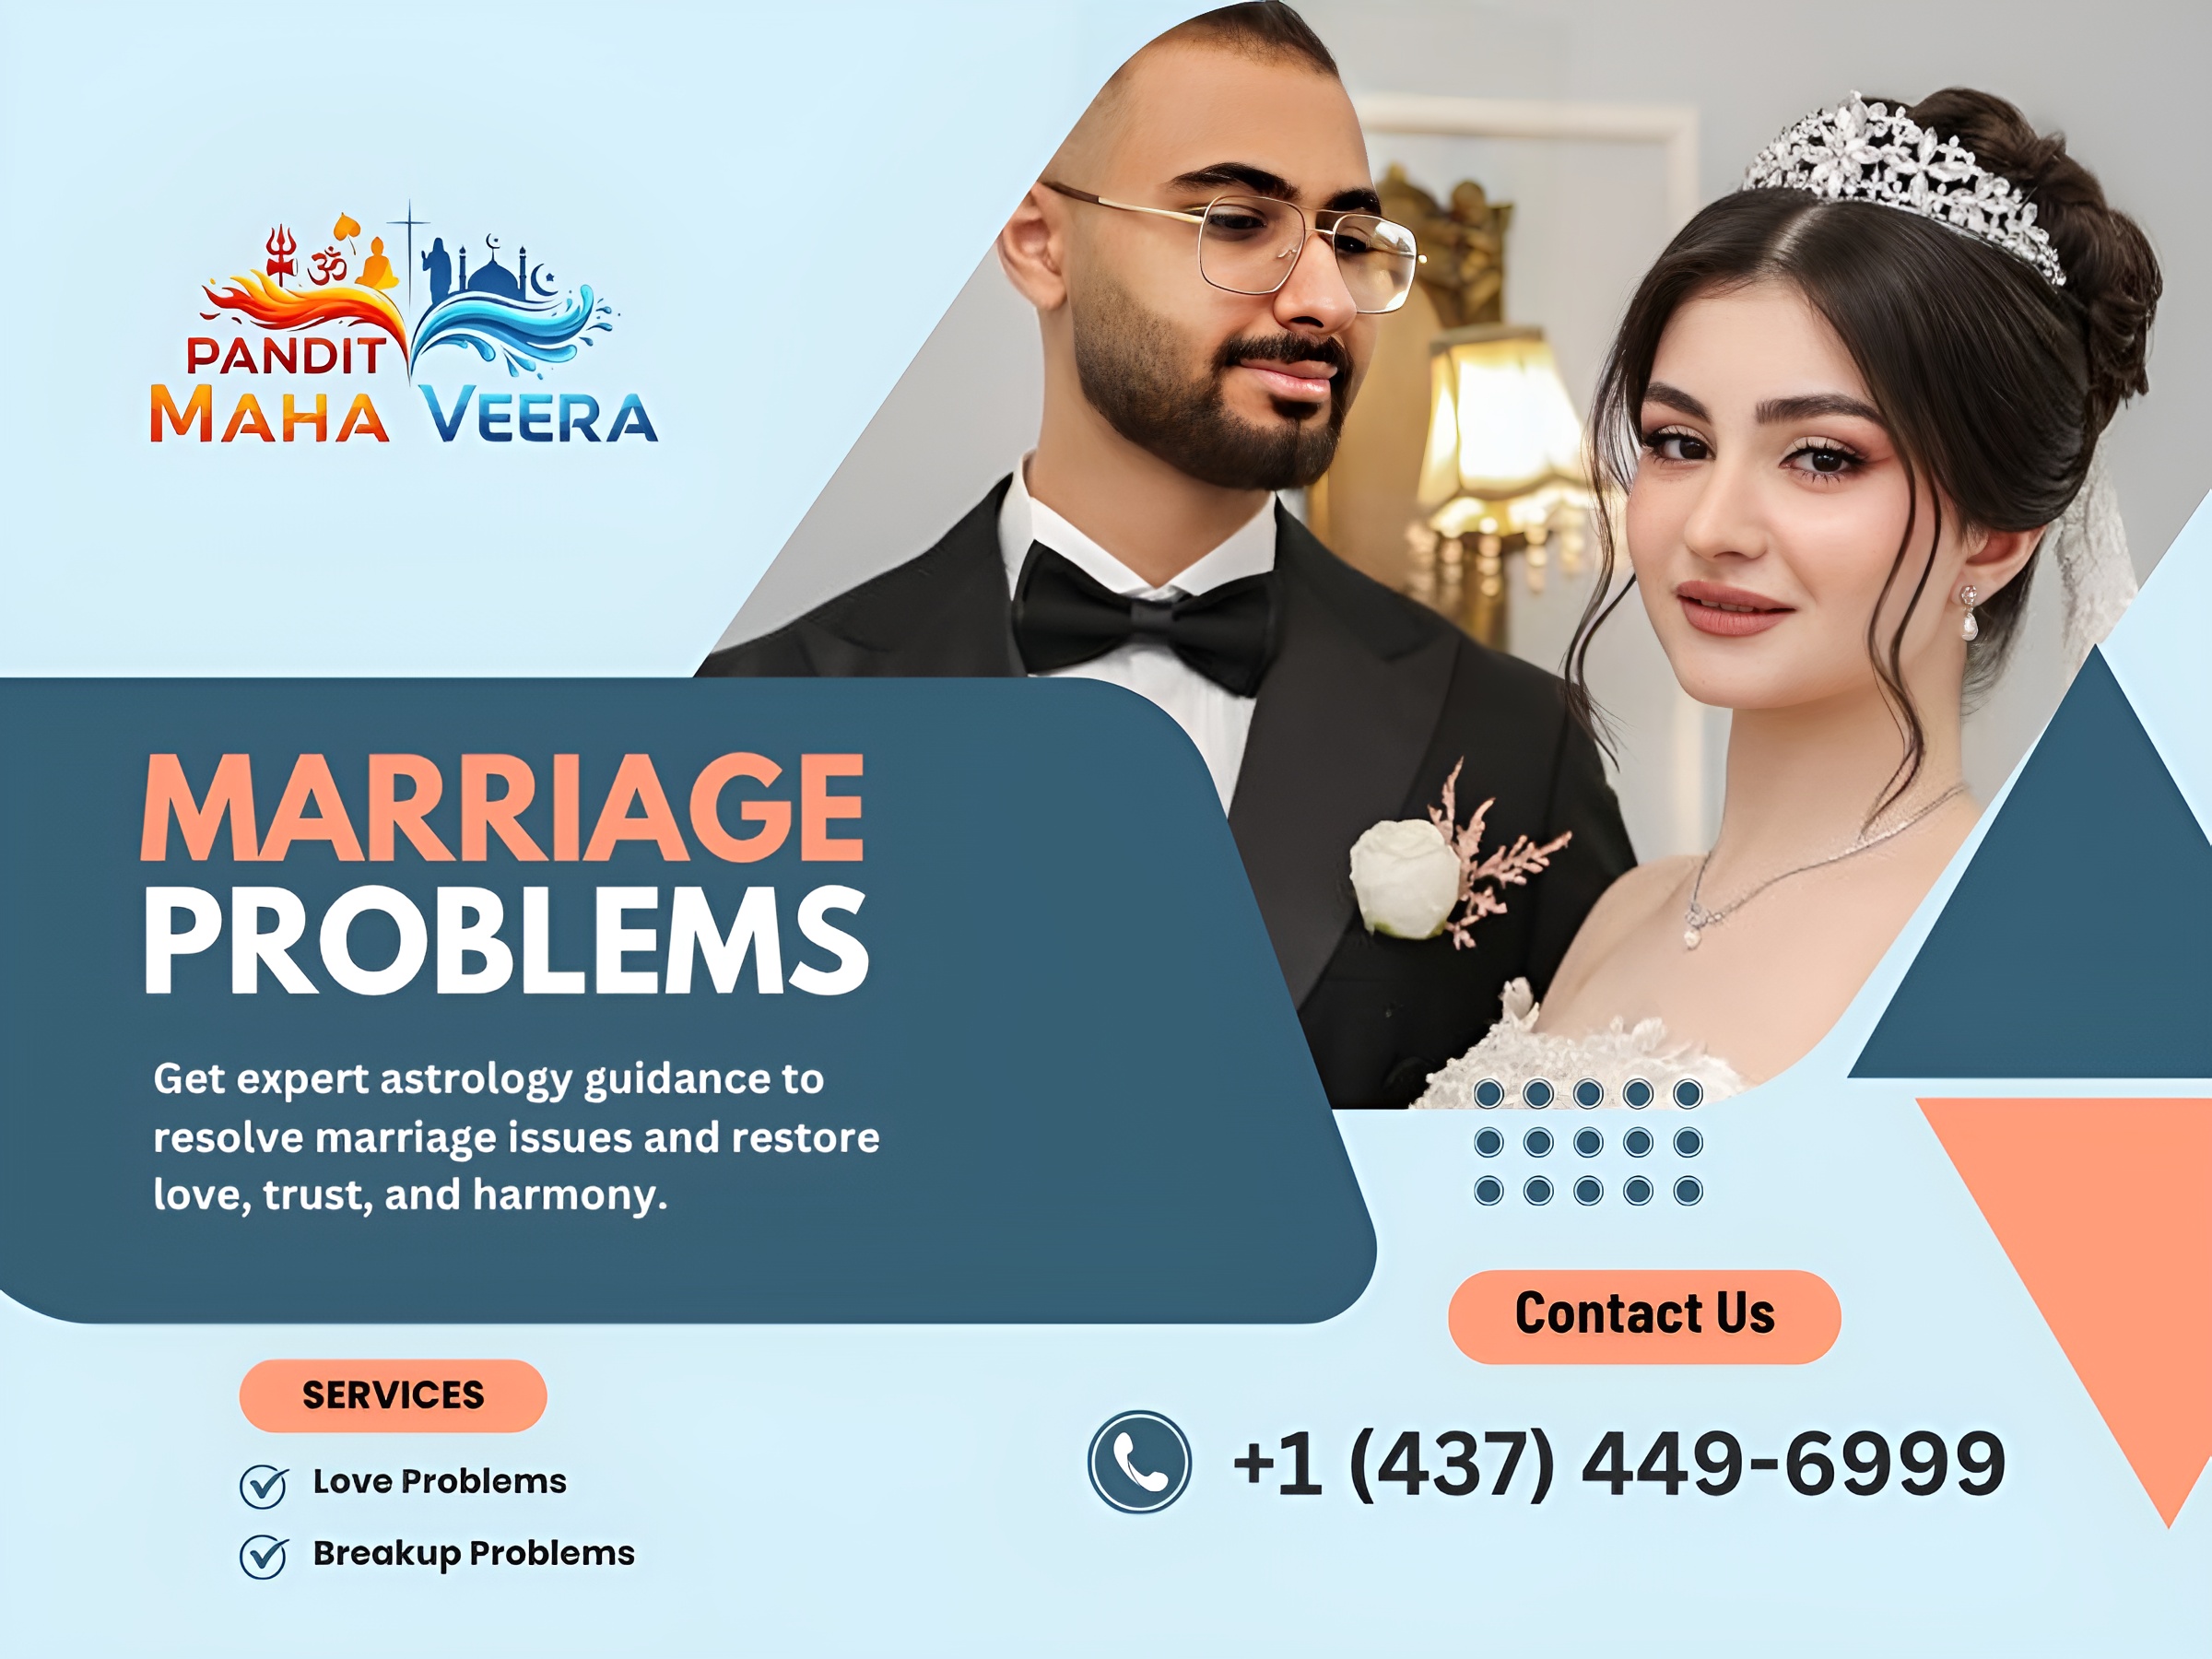 PANDIT
MAHA VEERA
MARRIAGE
PROBLEMS
Get expert astrology guidance to
resolve marriage issues and restore
love, trust, and harmony.
SERVICES
Love Problems
Breakup Problems
Contact Us
+1 (437) 449-6999